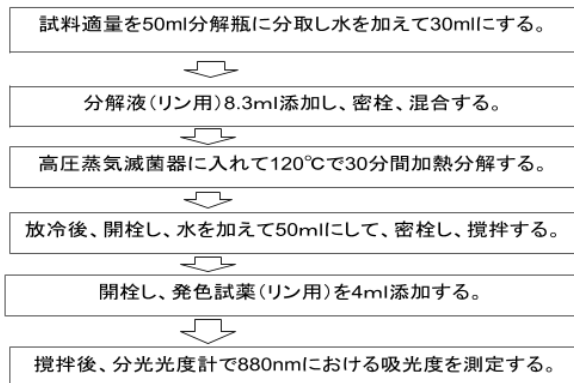 試料適量を50ml分解瓶に分取し水を加えて30mlにする。
分解液(リン用)8.3ml添加し、密栓、混合する。
高圧蒸気滅菌器に入れて120℃で30分間加熱分解する。
放冷後、開栓し、水を加えて50mlにして、密栓し、撹拌する。
開栓し、発色試薬(リン用)を4ml添加する。
撹拌後、分光光度計で880nmにおける吸光度を測定する。